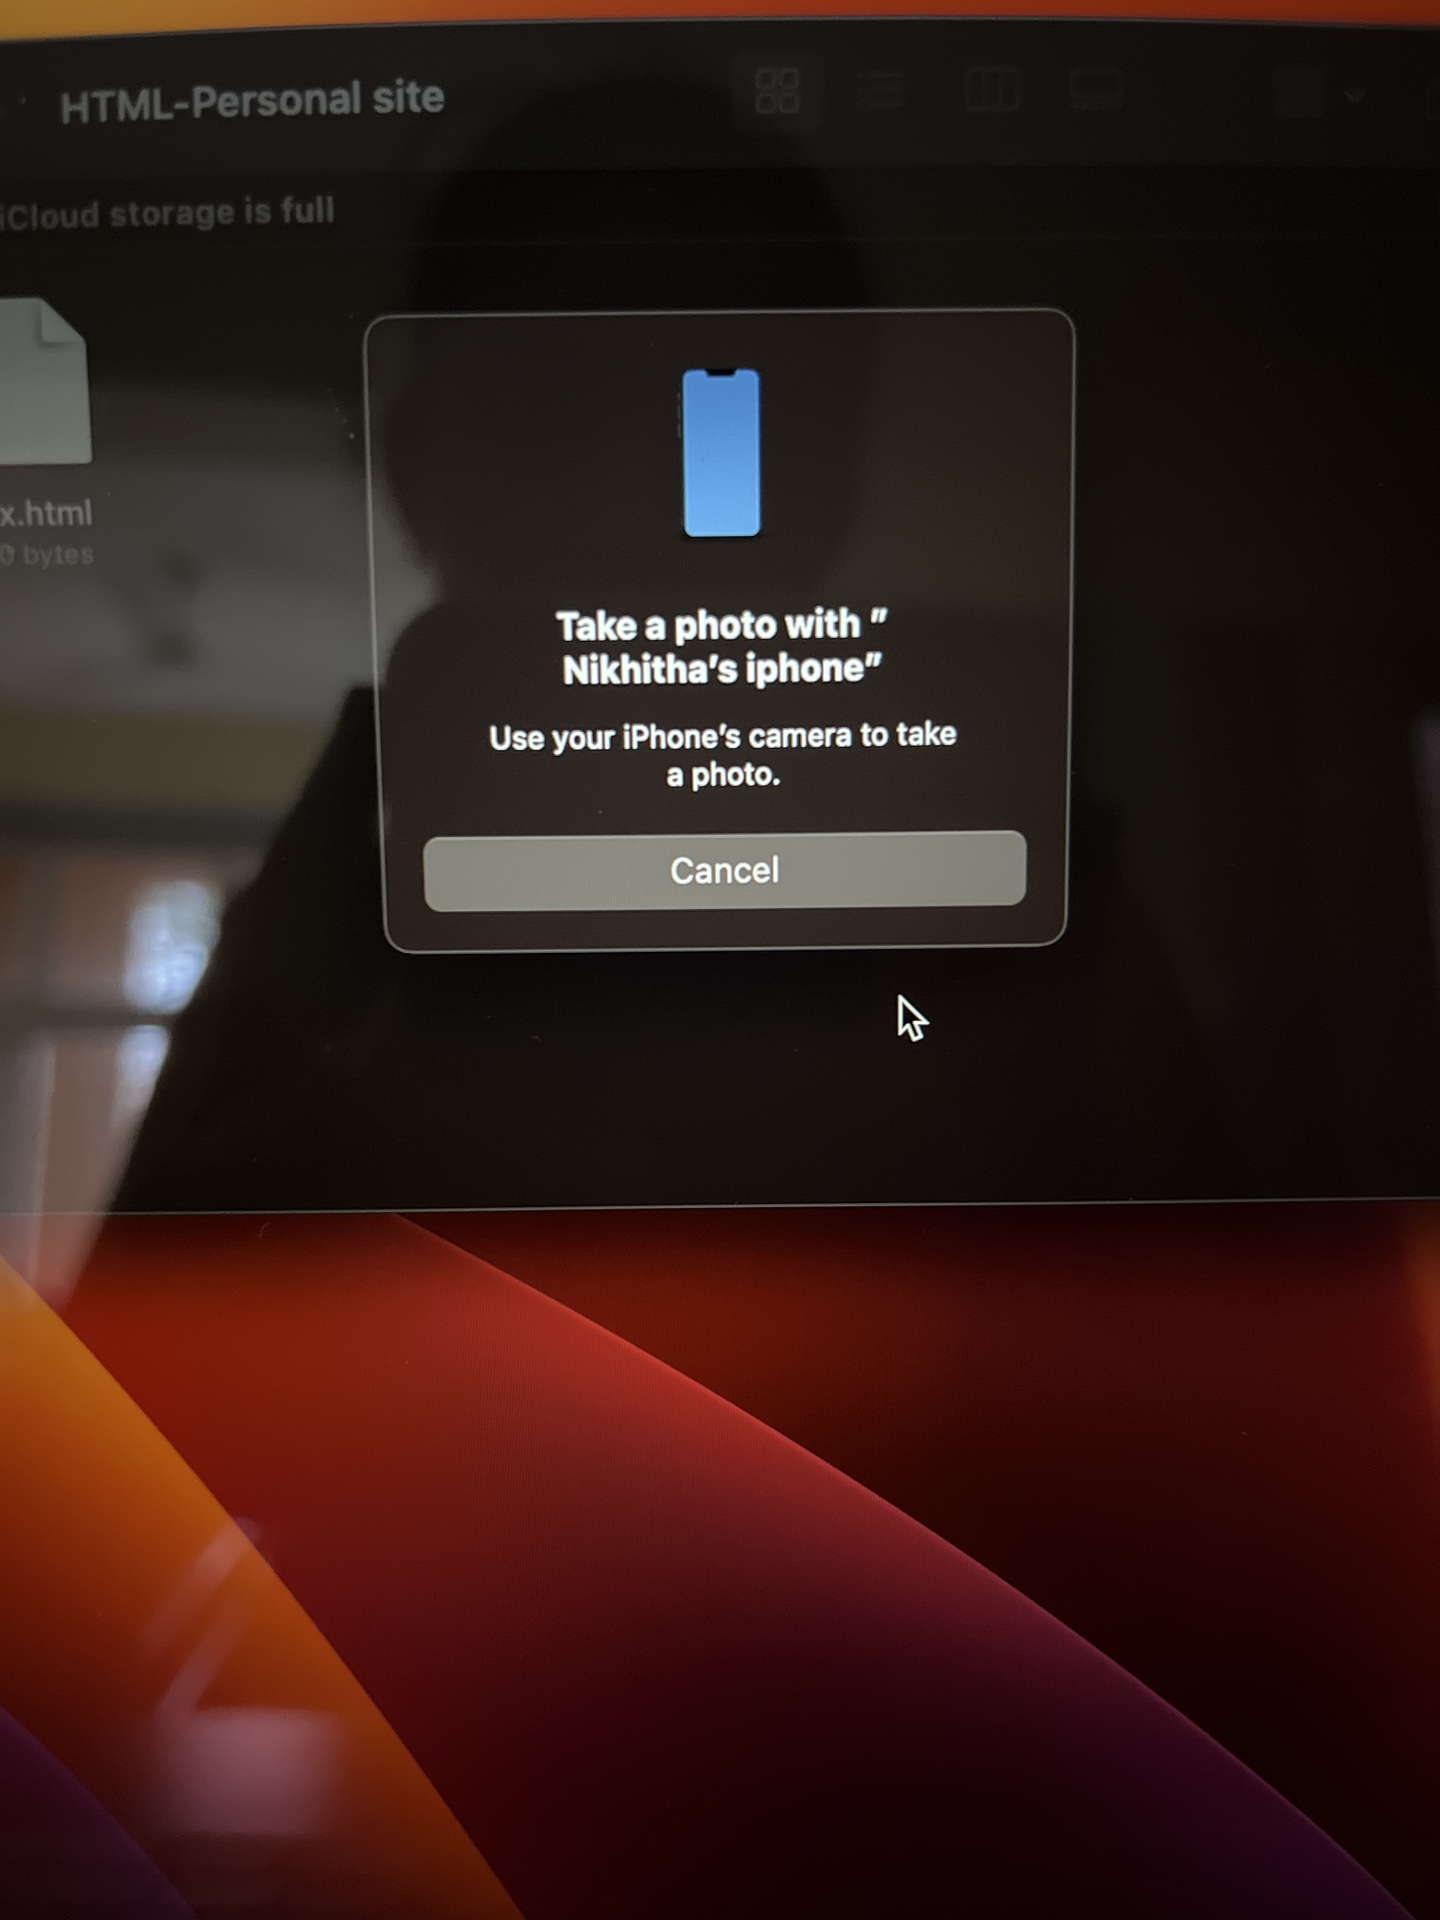 HTML-Personal site
iCloud storage is full
x.html
0 bytes
Take a photo with "
Nikhitha's iphone"
Use your iPhone's camera to take
a photo.
Cancel